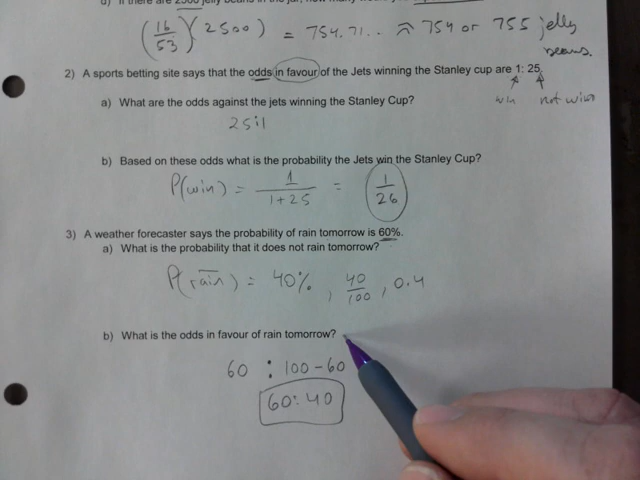 (16/53)(2500) = 754.71.. ≈ 754 or 755 jelly
beans.
2) A sports betting site says that the odds in favour of the Jets winning the Stanley cup are 1: 25.
win not win
a) What are the odds against the jets winning the Stanley Cup?
25:1
b) Based on these odds what is the probability the Jets win the Stanley Cup?
P(win) = 1/1+25 = 1/26
3) A weather forecaster says the probability of rain tomorrow is 60%.
a) What is the probability that it does not rain tomorrow?
P(r̅a̅i̅n̅) = 40%, 40/100, 0.4
b) What is the odds in favour of rain tomorrow?
60 : 100-60
60:40